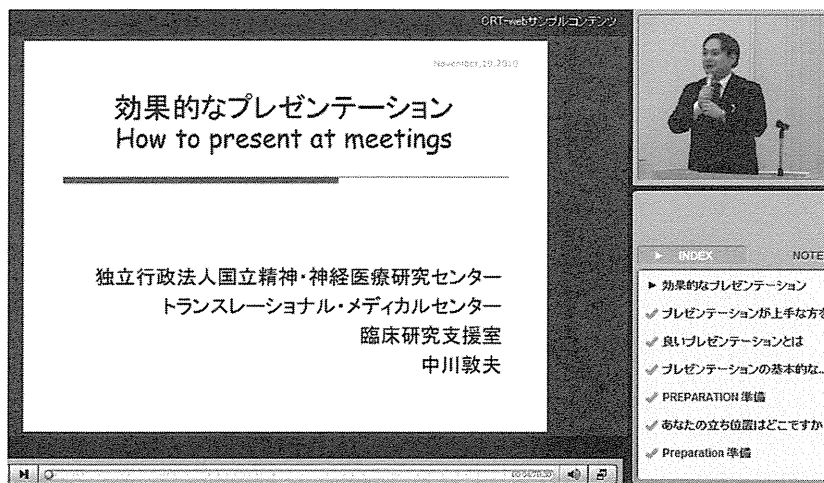 CRT-webサンプルコンテンツ
November,19,2010
効果的なプレゼンテーション
How to present at meetings
独立行政法人国立精神・神経医療研究センター
トランスレーショナル・メディカルセンター
臨床研究支援室
中川敦夫
INDEX
NOTE
効果的なプレゼンテーション
プレゼンテーションが上手な方を
良いプレゼンテーションとは
プレゼンテーションの基本的な...
PREPARATION 準備
あなたの立ち位置はどこですか
Preparation 準備